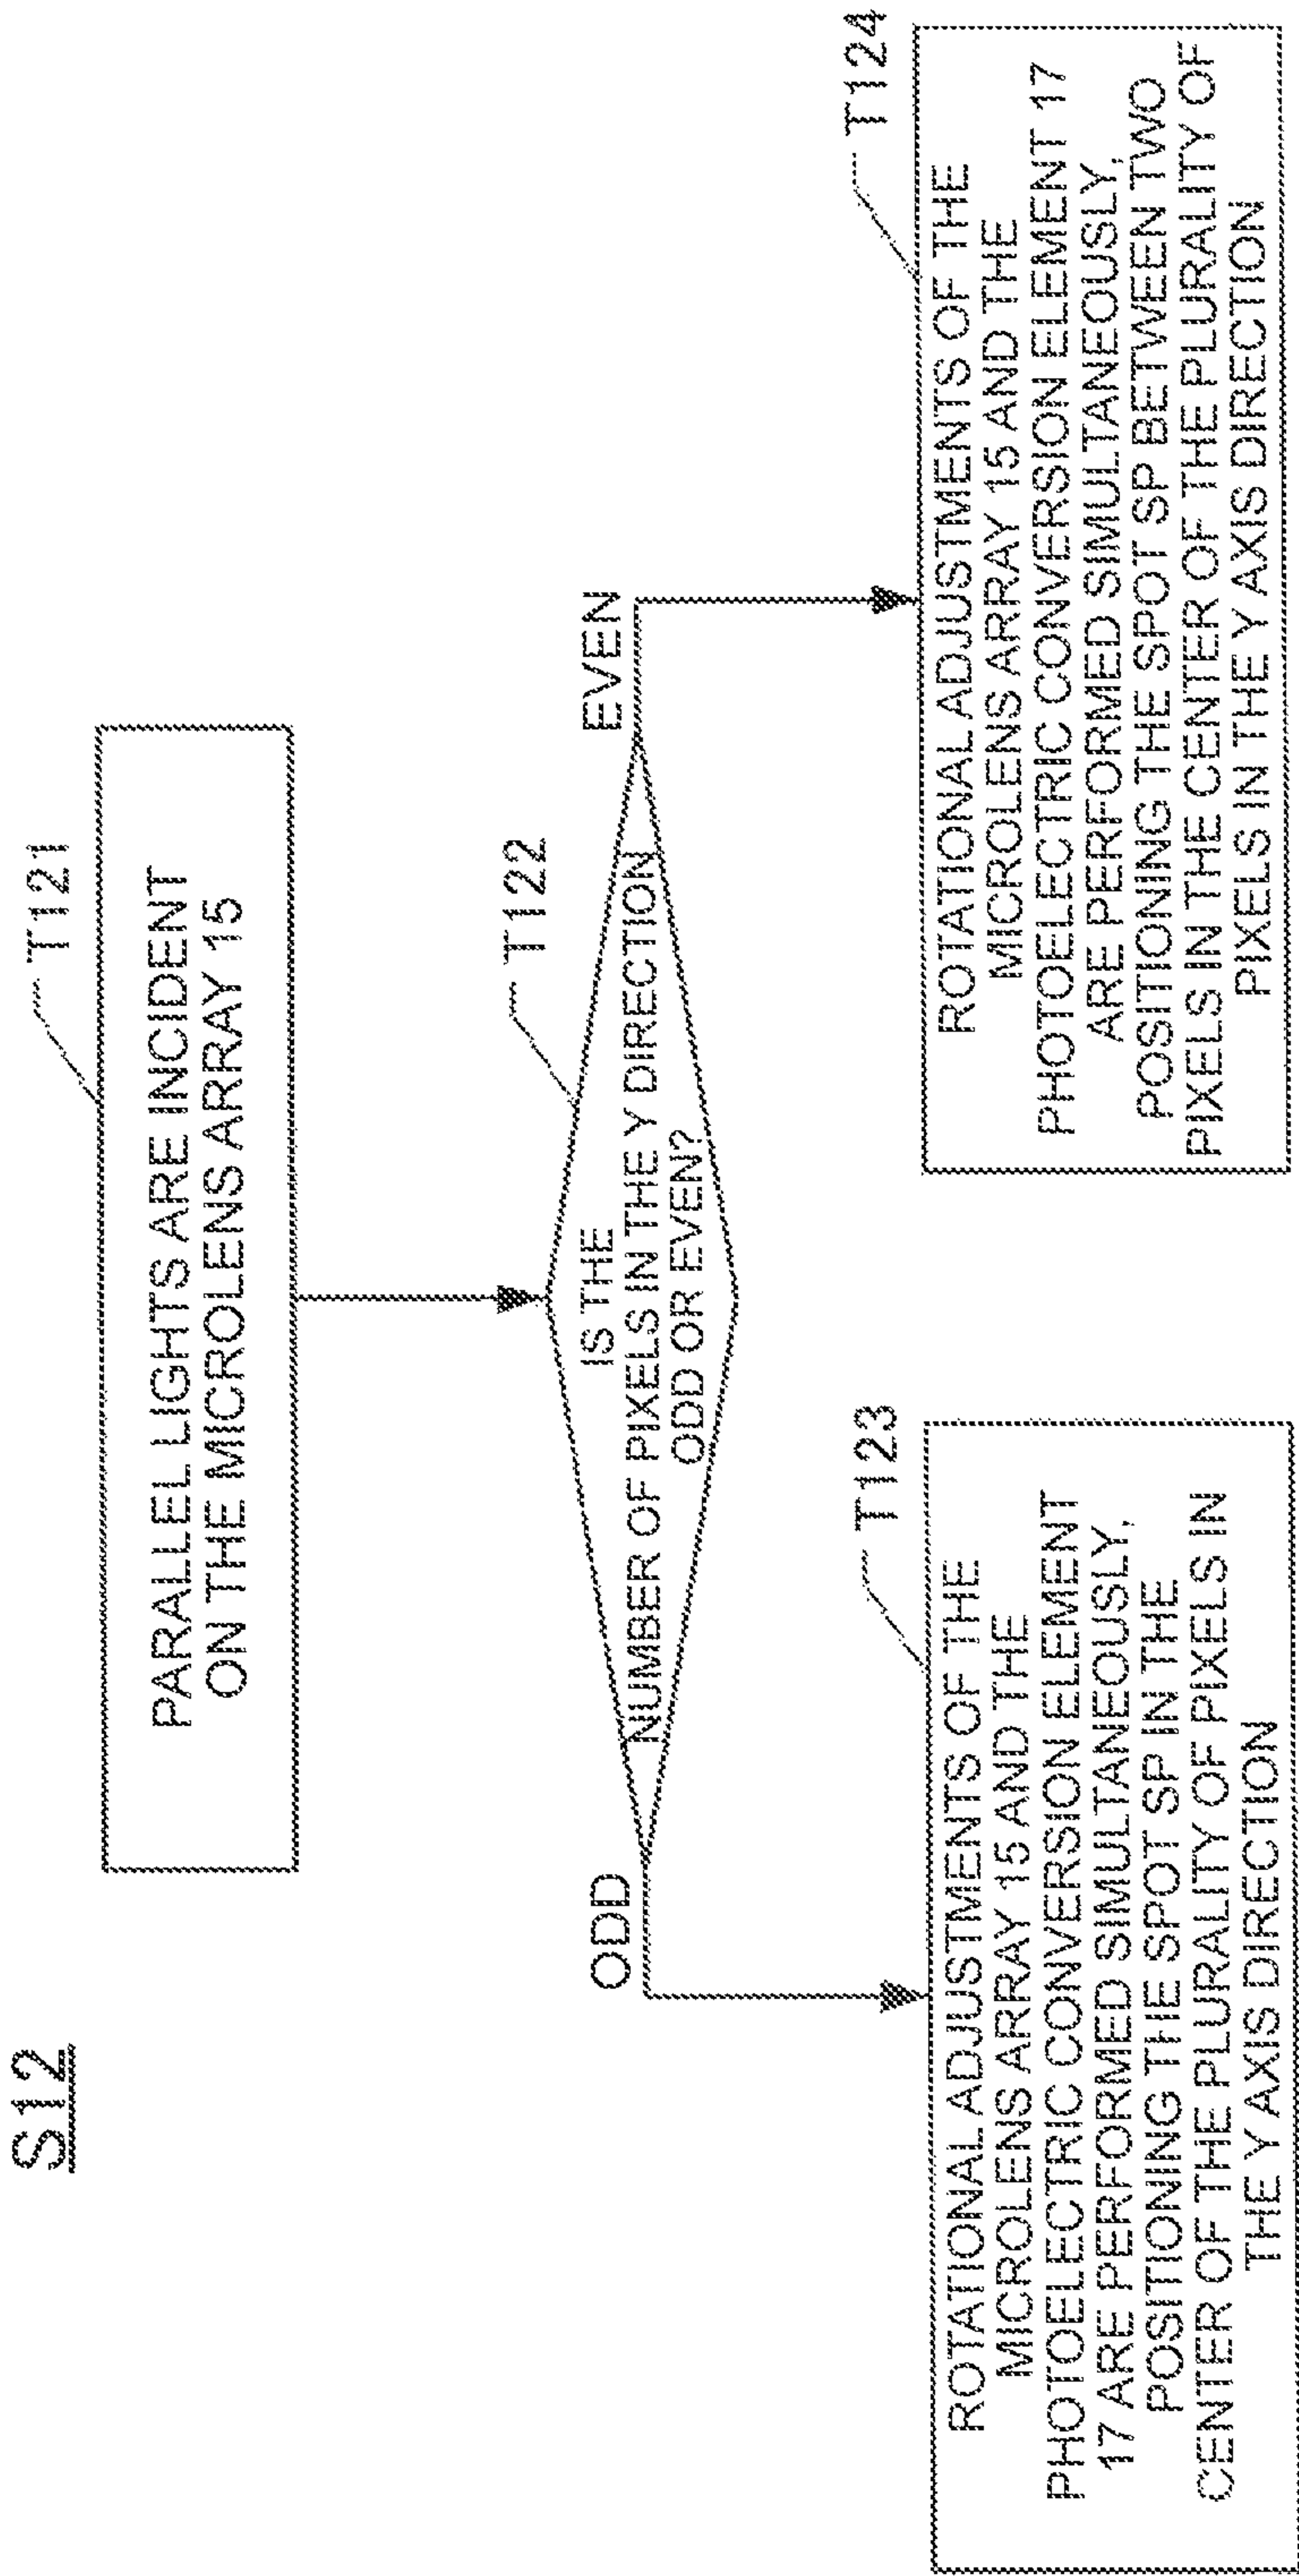 S12
T121
PARALLEL LIGHTS ARE INCIDENT
ON THE MICROLENS ARRAY 15
T122
IS THE
NUMBER OF PIXELS IN THE Y DIRECTION
ODD OR EVEN?
ODD
EVEN
T123
ROTATIONAL ADJUSTMENTS OF THE
MICROLENS ARRAY 15 AND THE
PHOTOELECTRIC CONVERSION ELEMENT
17 ARE PERFORMED SIMULTANEOUSLY,
POSITIONING THE SPOT SP IN THE
CENTER OF THE PLURALITY OF PIXELS IN
THE Y AXIS DIRECTION
T124
ROTATIONAL ADJUSTMENTS OF THE
MICROLENS ARRAY 15 AND THE
PHOTOELECTRIC CONVERSION ELEMENT 17
ARE PERFORMED SIMULTANEOUSLY,
POSITIONING THE SPOT SP BETWEEN TWO
PIXELS IN THE CENTER OF THE PLURALITY OF
PIXELS IN THE Y AXIS DIRECTION